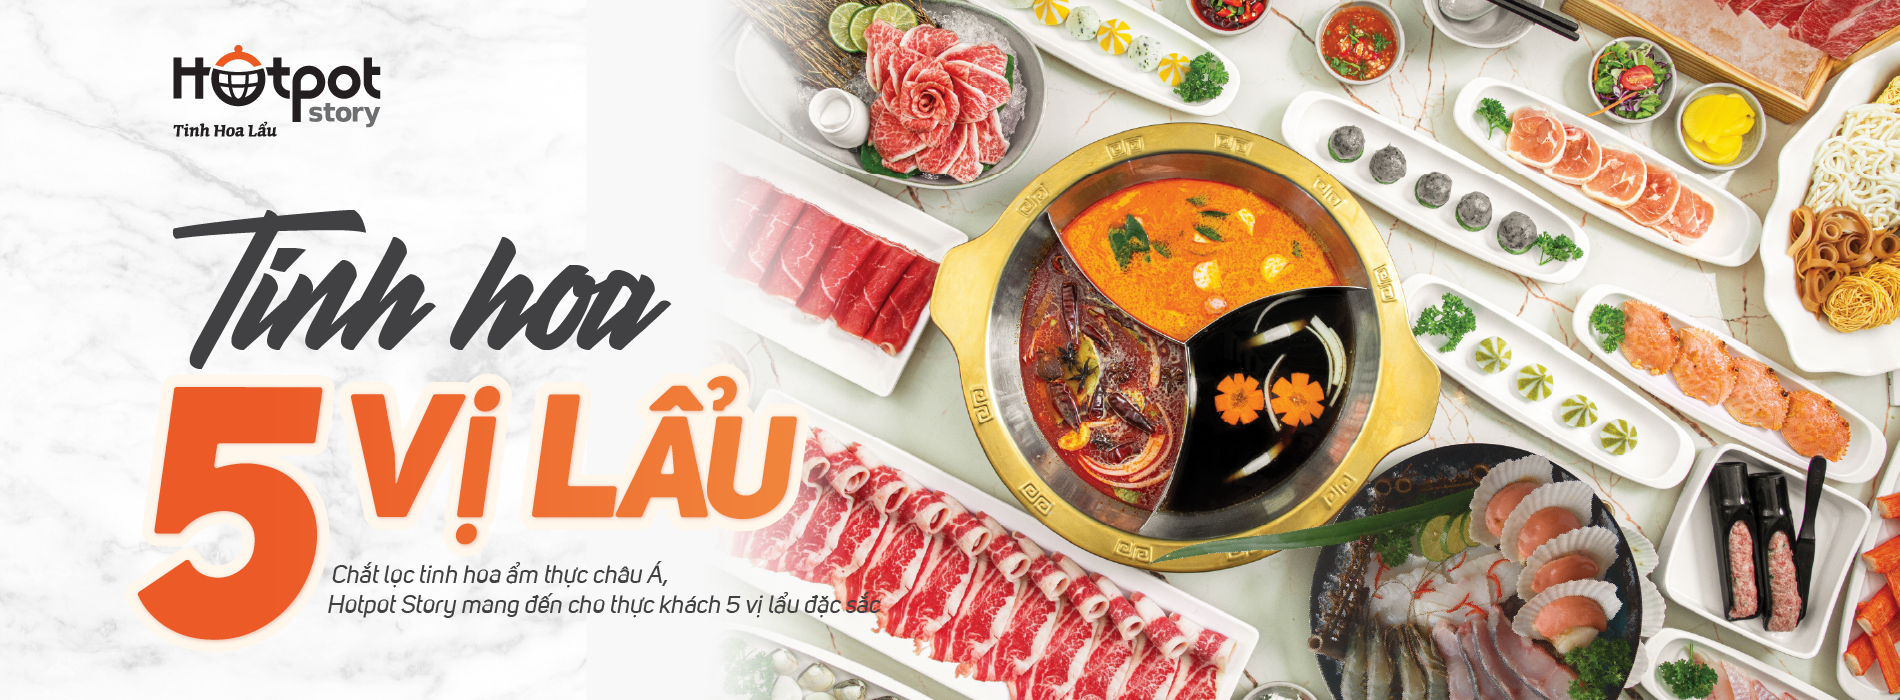 Hotpot
story
Tinh Hoa Lẩu
Tinh hoa
5 VỊ LẨU
Chắt lọc tinh hoa ẩm thực châu Á,
Hotpot Story mang đến cho thực khách 5 vị lẩu đặc sắc